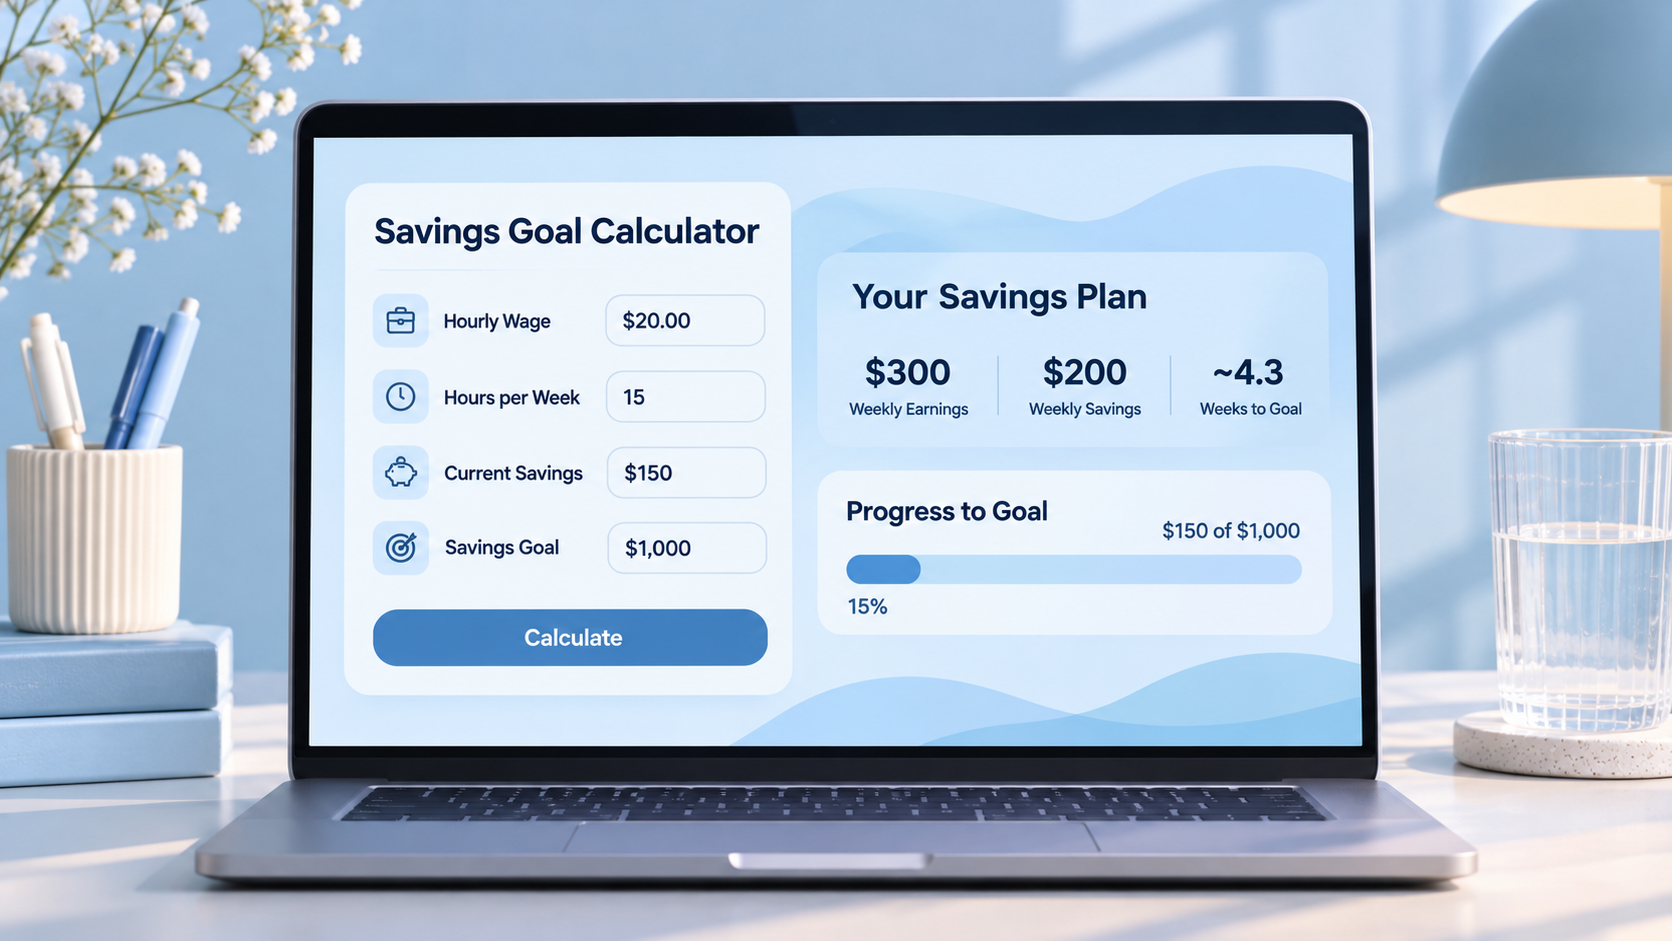 Savings Goal Calculator
Hourly Wage
$20.00
Hours per Week
15
Current Savings
$150
Savings Goal
$1,000
Calculate
Your Savings Plan
$300
Weekly Earnings
$200
Weekly Savings
~4.3
Weeks to Goal
Progress to Goal
$150 of $1,000
15%